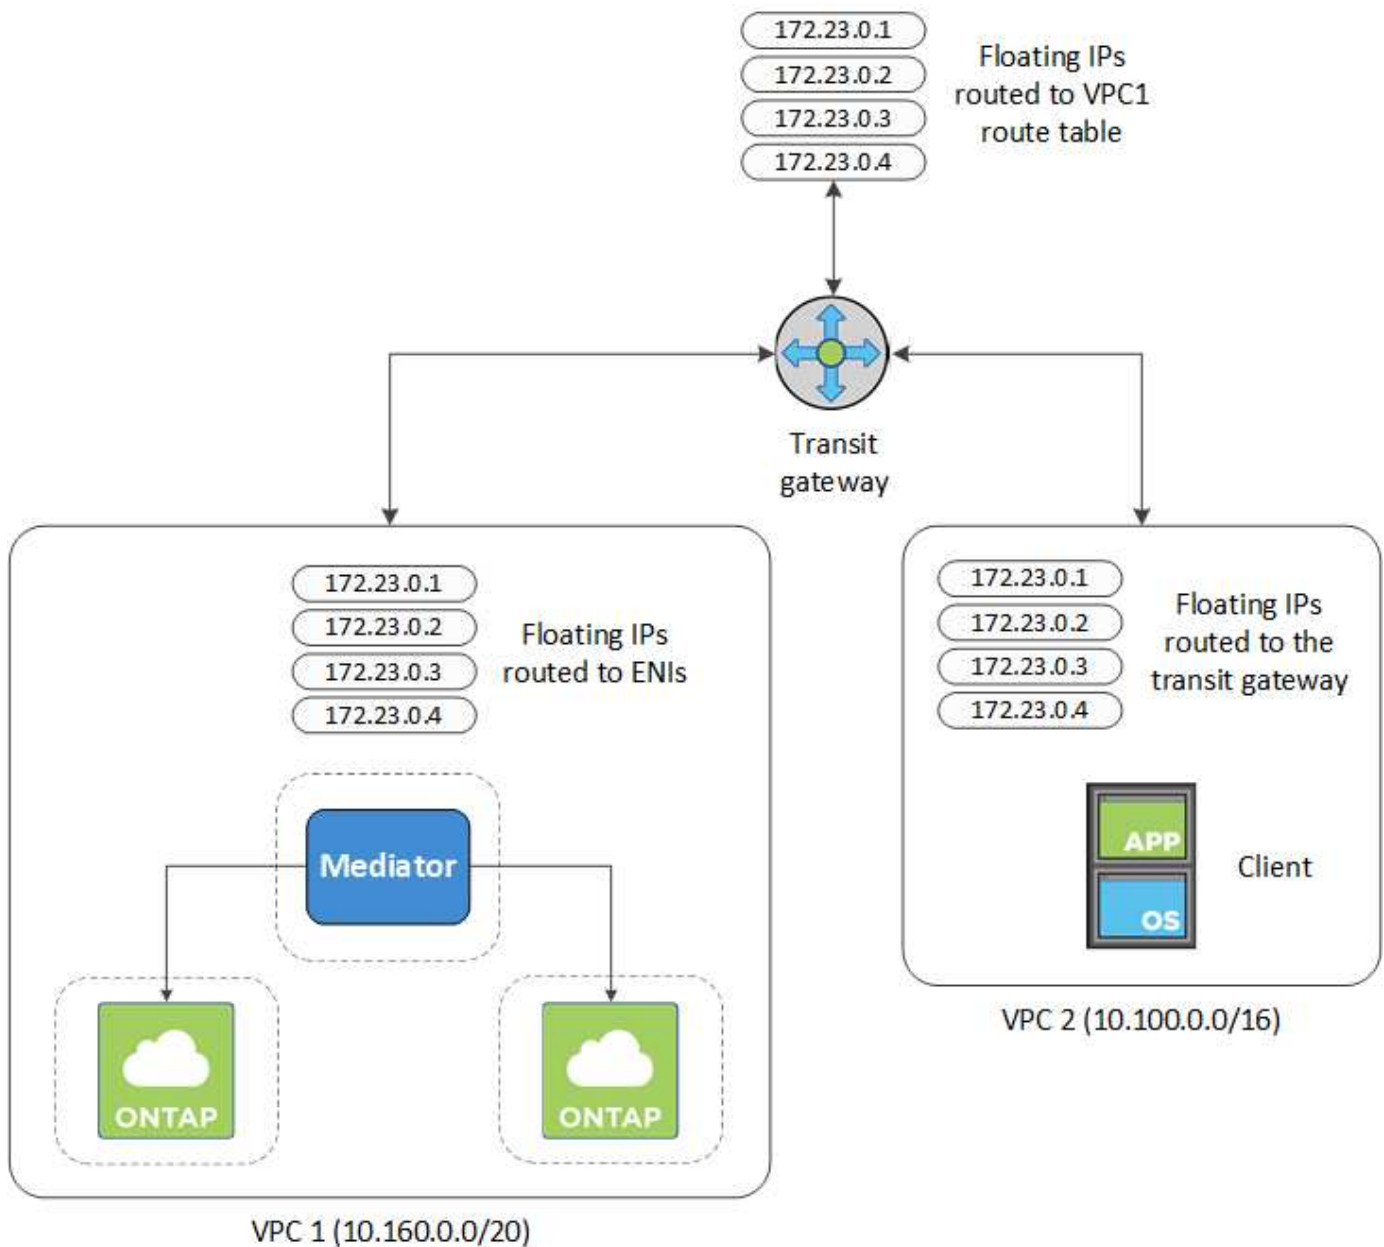 172.23.0.1
172.23.0.2
172.23.0.3
172.23.0.4
Floating IPs
routed to VPC1
route table
Transit
gateway
172.23.0.1
172.23.0.2
172.23.0.3
172.23.0.4
Floating IPs
routed to ENIs
Mediator
ONTAP
ONTAP
VPC 1 (10.160.0.0/20)
172.23.0.1
172.23.0.2
172.23.0.3
172.23.0.4
Floating IPs
routed to the
transit gateway
APP
OS
Client
VPC 2 (10.100.0.0/16)